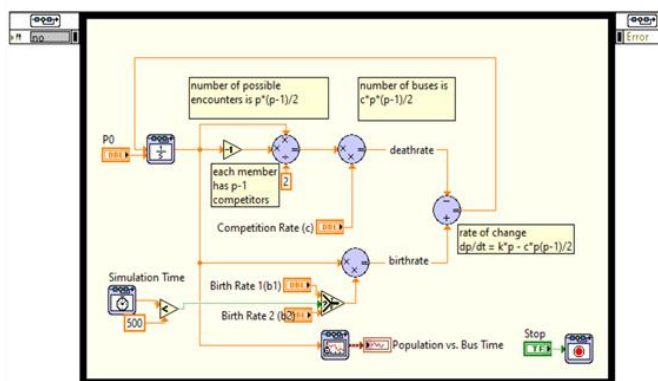 no
Error
number of possible
encounters is p*(p-1)/2
number of buses is
c*p*(p-1)/2
P0
DBL
1
S
-1
×
×
÷
=
×
×
=
deathrate
2
each member
has p-1
competitors
Competition Rate (c)
DBL
−
+
=
rate of change
dp/dt = k*p - c*p(p-1)/2
×
×
=
birthrate
Simulation Time
Birth Rate 1(b1)
DBL
<
500
Birth Rate 2 (b2)
DBL
?
Population vs. Bus Time
Stop
TF